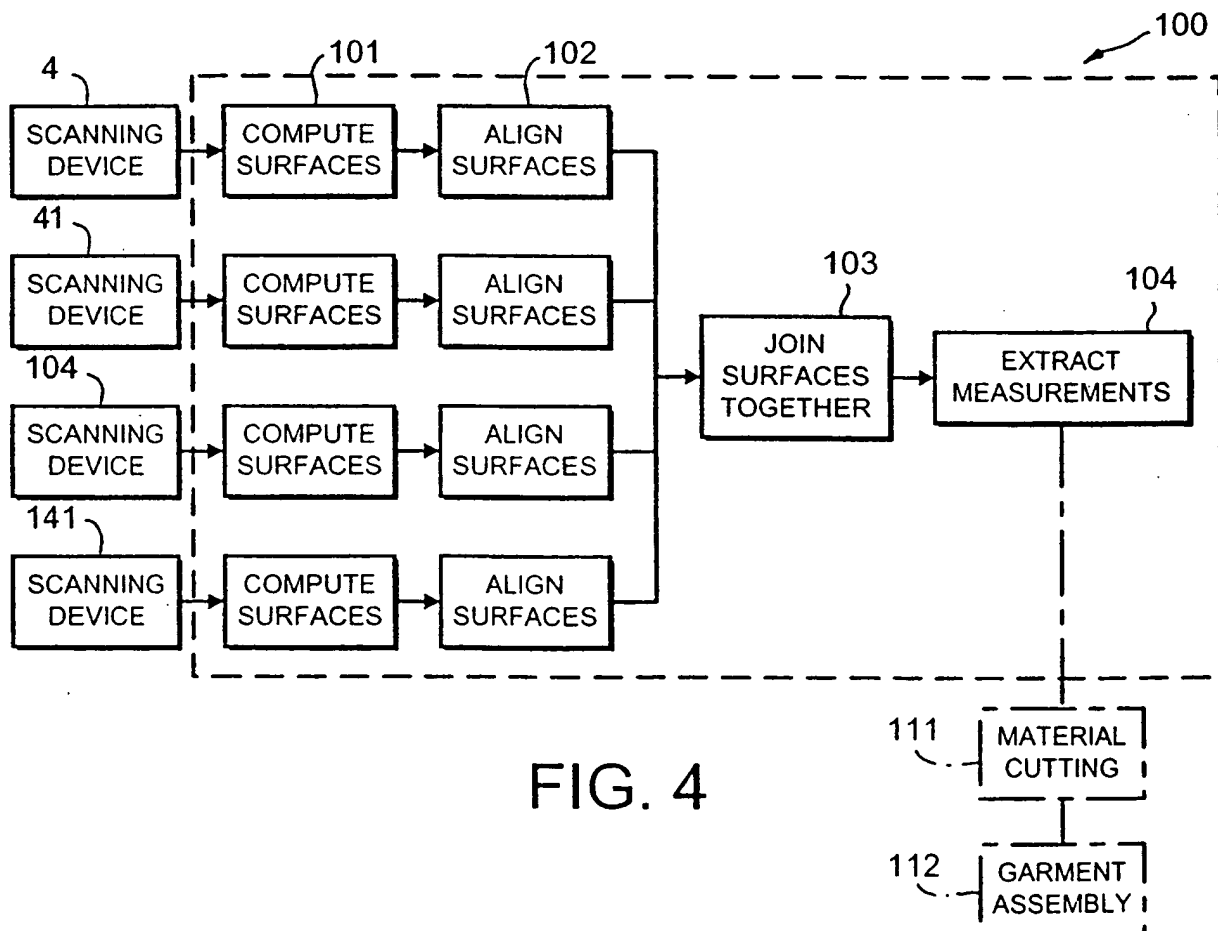 100
4
101
102
SCANNING
DEVICE
COMPUTE
SURFACES
ALIGN
SURFACES
41
SCANNING
DEVICE
COMPUTE
SURFACES
ALIGN
SURFACES
103
104
JOIN
SURFACES
TOGETHER
EXTRACT
MEASUREMENTS
104
SCANNING
DEVICE
COMPUTE
SURFACES
ALIGN
SURFACES
141
SCANNING
DEVICE
COMPUTE
SURFACES
ALIGN
SURFACES
111
MATERIAL
CUTTING
FIG. 4
112
GARMENT
ASSEMBLY